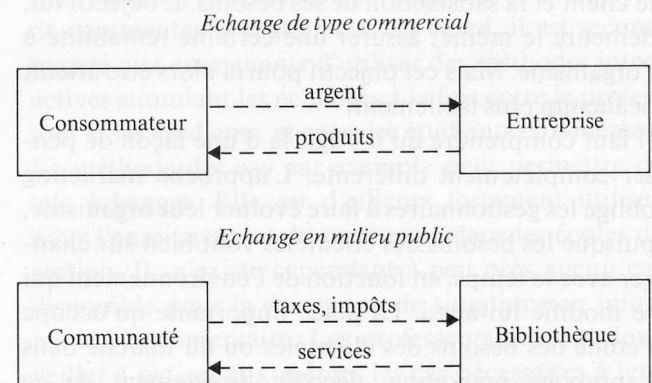 Echange de type commercial
argent
Consommateur
Entreprise
produits
Echange en milieu public
taxes, impôts
Communauté
Bibliothèque
services